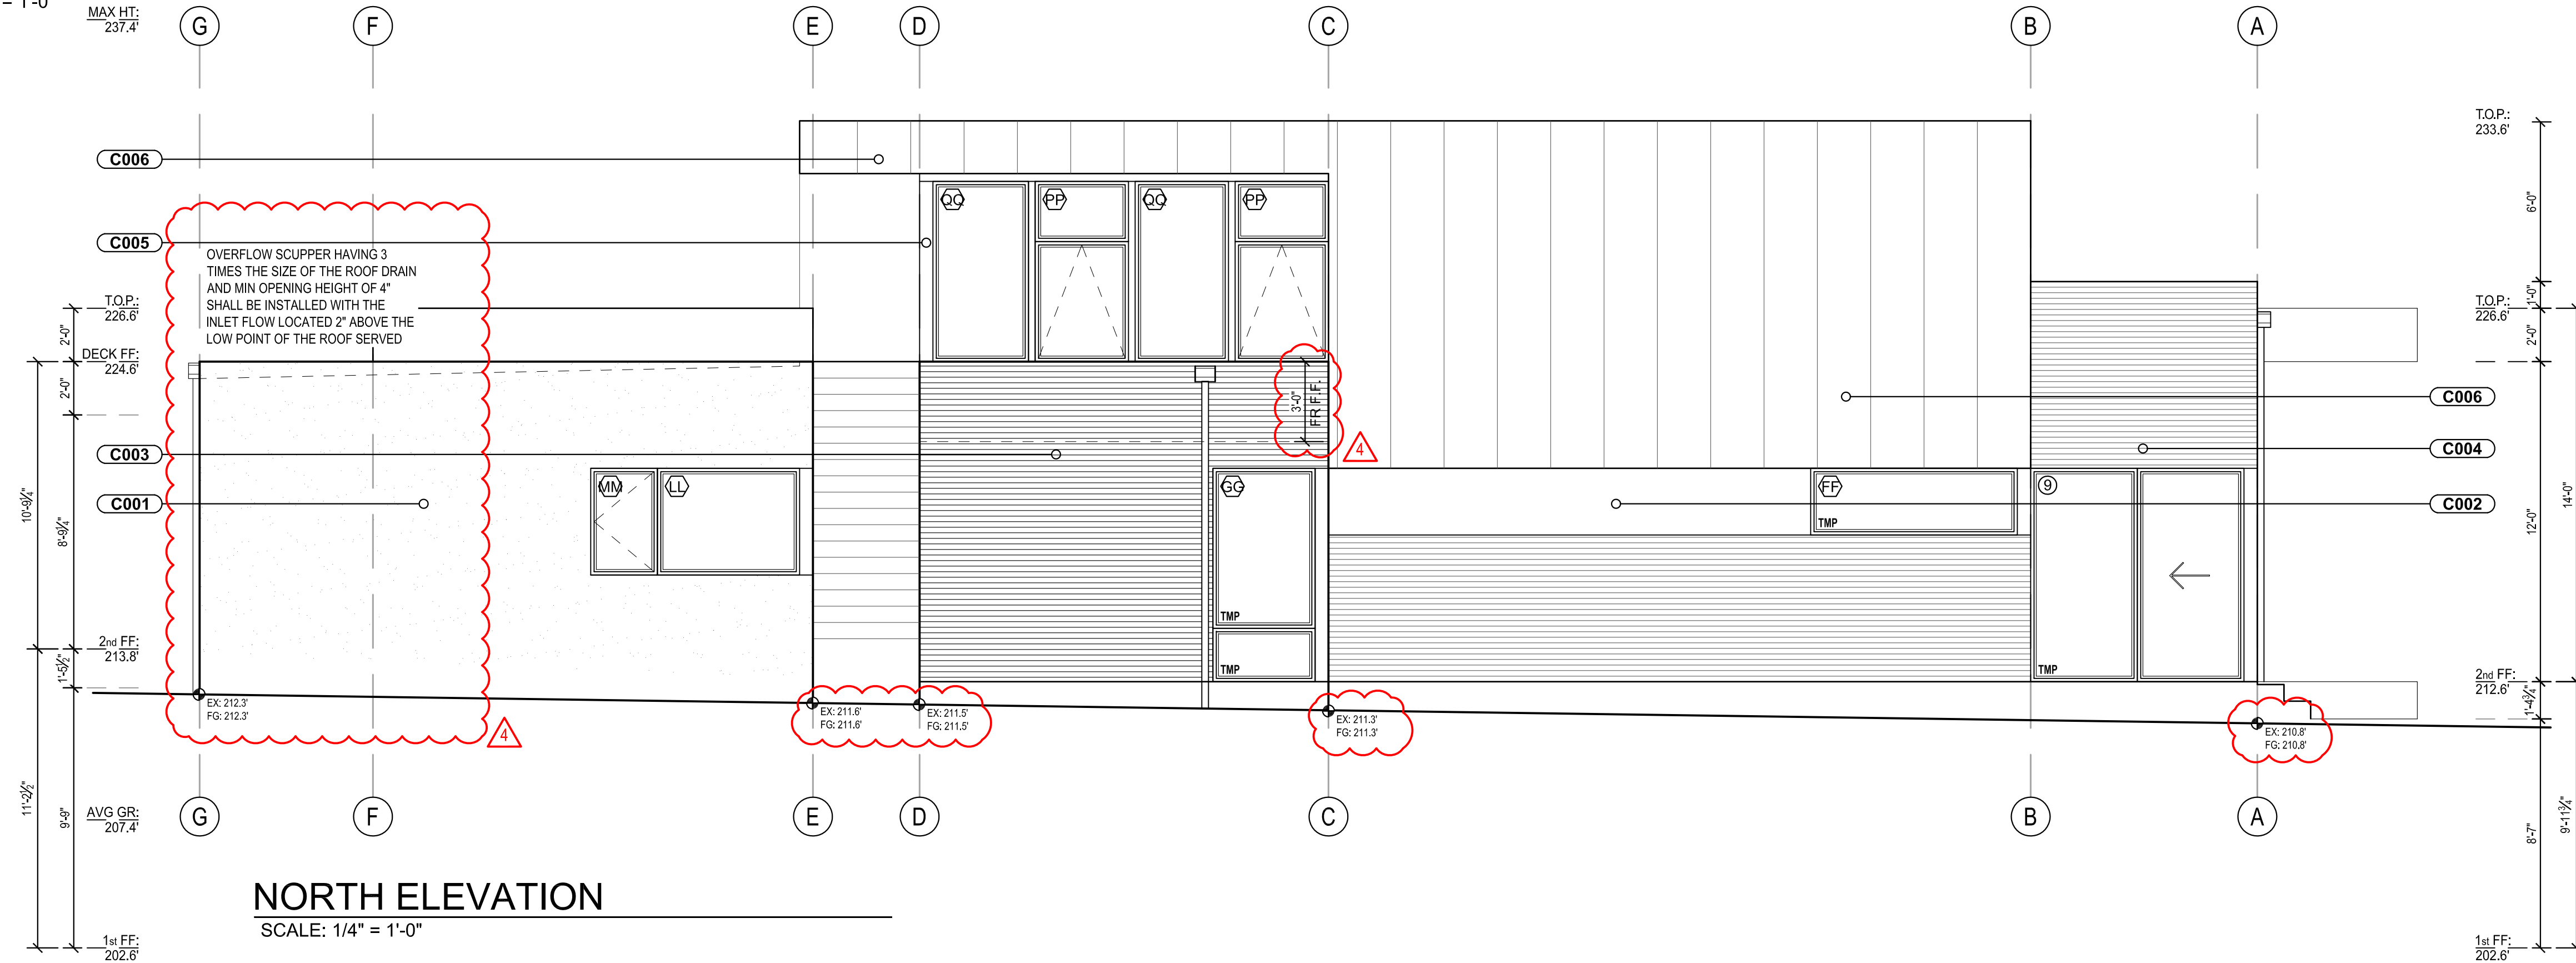 = 1'-0"
MAX HT:
237.4'
G
F
E
D
C
B
A
T.O.P.:
233.6'
C006
QQ
PP
QQ
PP
C005
6'-0"
OVERFLOW SCUPPER HAVING 3
TIMES THE SIZE OF THE ROOF DRAIN
AND MIN OPENING HEIGHT OF 4"
SHALL BE INSTALLED WITH THE
INLET FLOW LOCATED 2" ABOVE THE
LOW POINT OF THE ROOF SERVED
T.O.P.:
226.6'
2'-0"
DECK FF:
224.6'
2'-0"
1'-0"
T.O.P.:
226.6'
2'-0"
3'-0"
FR F.F.
4
C006
C003
C004
C001
C002
MM
LL
GG
FF
9
TMP
TMP
TMP
TMP
10'-9¼"
8'-9¼"
12'-0"
14'-0"
2nd FF:
213.8'
1'-5½"
2nd FF:
212.6'
1'-4¾"
EX: 212.3'
FG: 212.3'
4
EX: 211.6'
FG: 211.6'
EX: 211.5'
FG: 211.5'
EX: 211.3'
FG: 211.3'
EX: 210.8'
FG: 210.8'
11'-2½"
9'-9"
AVG GR:
207.4'
G
F
E
D
C
B
A
8'-7"
9'-11¾"
NORTH ELEVATION
SCALE: 1/4" = 1'-0"
1st FF:
202.6'
1st FF:
202.6'